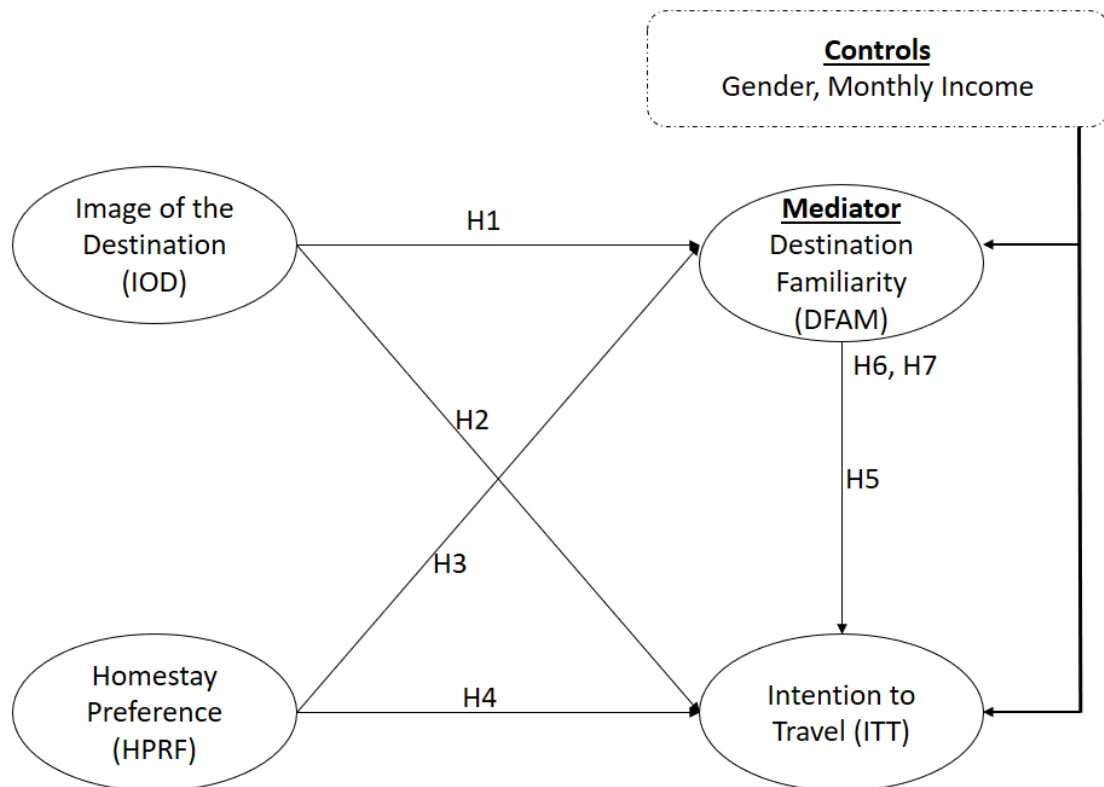 Controls
Gender, Monthly Income
Image of the
Destination
(IOD)
H1
Mediator
Destination
Familiarity
(DFAM)
H6, H7
H2
H5
H3
Homestay
Preference
(HPRF)
H4
Intention to
Travel (ITT)